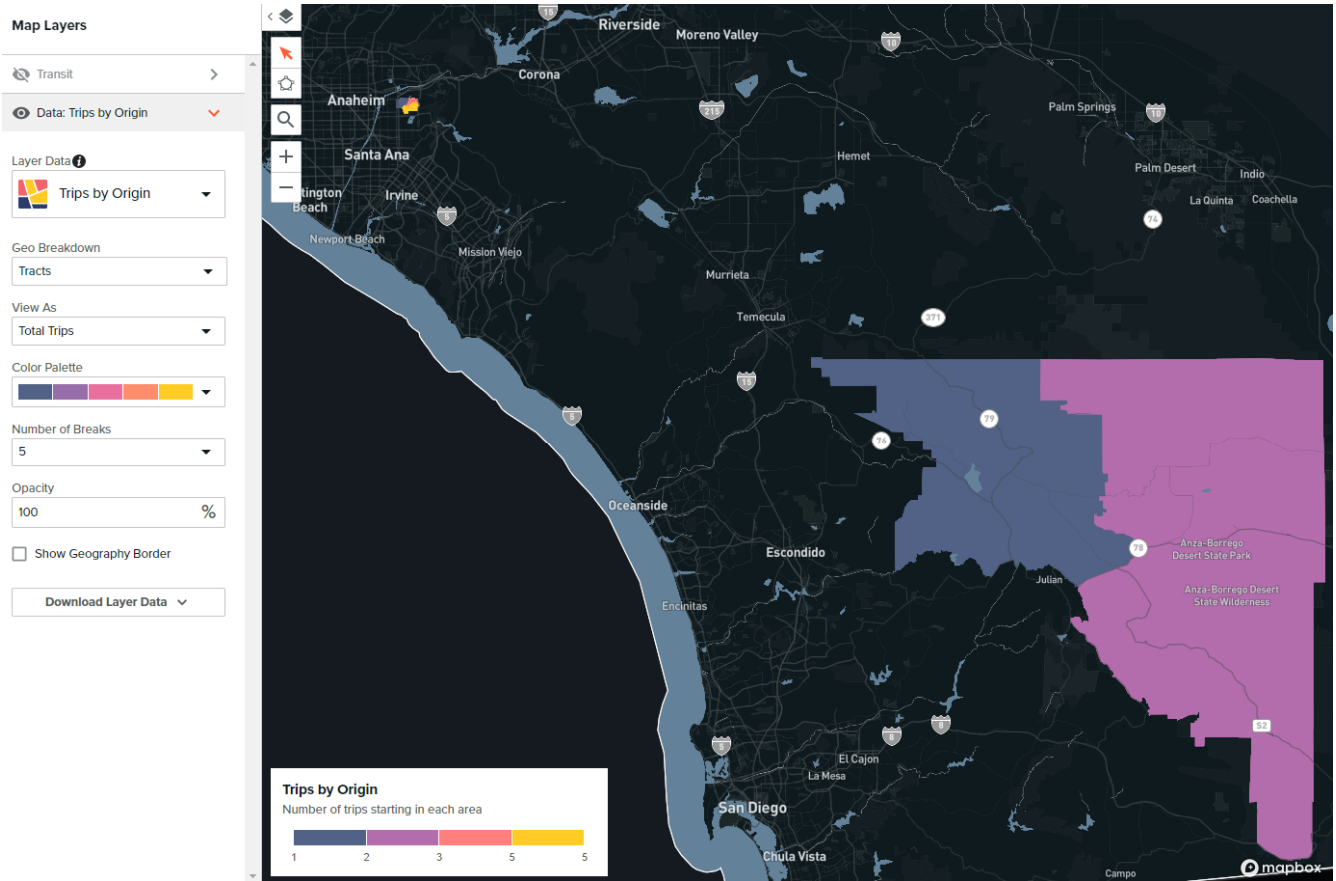 Map Layers
Transit
Data: Trips by Origin
Layer Data
Trips by Origin
Geo Breakdown
Tracts
View As
Total Trips
Color Palette
Number of Breaks
5
Opacity
100 %
Show Geography Border
Download Layer Data
15
Riverside
Moreno Valley
10
Corona
Anaheim
215
Palm Springs
10
Santa Ana
Hemet
Palm Desert
Indio
tington
Beach
Irvine
La Quinta
Coachella
5
74
Newport Beach
Mission Viejo
Murrieta
Temecula
371
15
5
79
76
Oceanside
Escondido
78
Anza-Borrego
Desert State Park
Julian
Anza-Borrego Desert
State Wilderness
Encinitas
S2
8
8
5
El Cajon
La Mesa
San Diego
Chula Vista
Campo
Trips by Origin
Number of trips starting in each area
1 2 3 5 5
mapbox